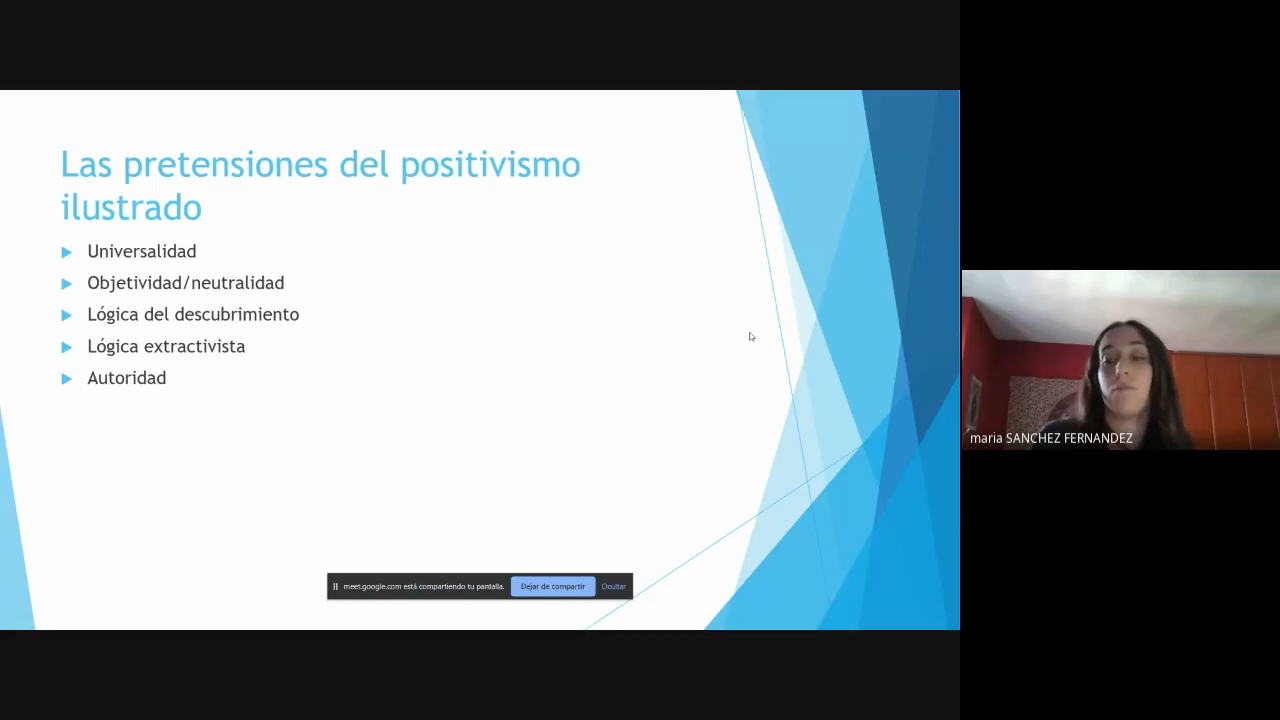 Las pretensiones del positivismo
ilustrado
Universalidad
Objetividad/neutralidad
Lógica del descubrimiento
Lógica extractivista
Autoridad
meet.google.com está compartiendo tu pantalla.
Dejar de compartir
Ocultar
maria SANCHEZ FERNANDEZ